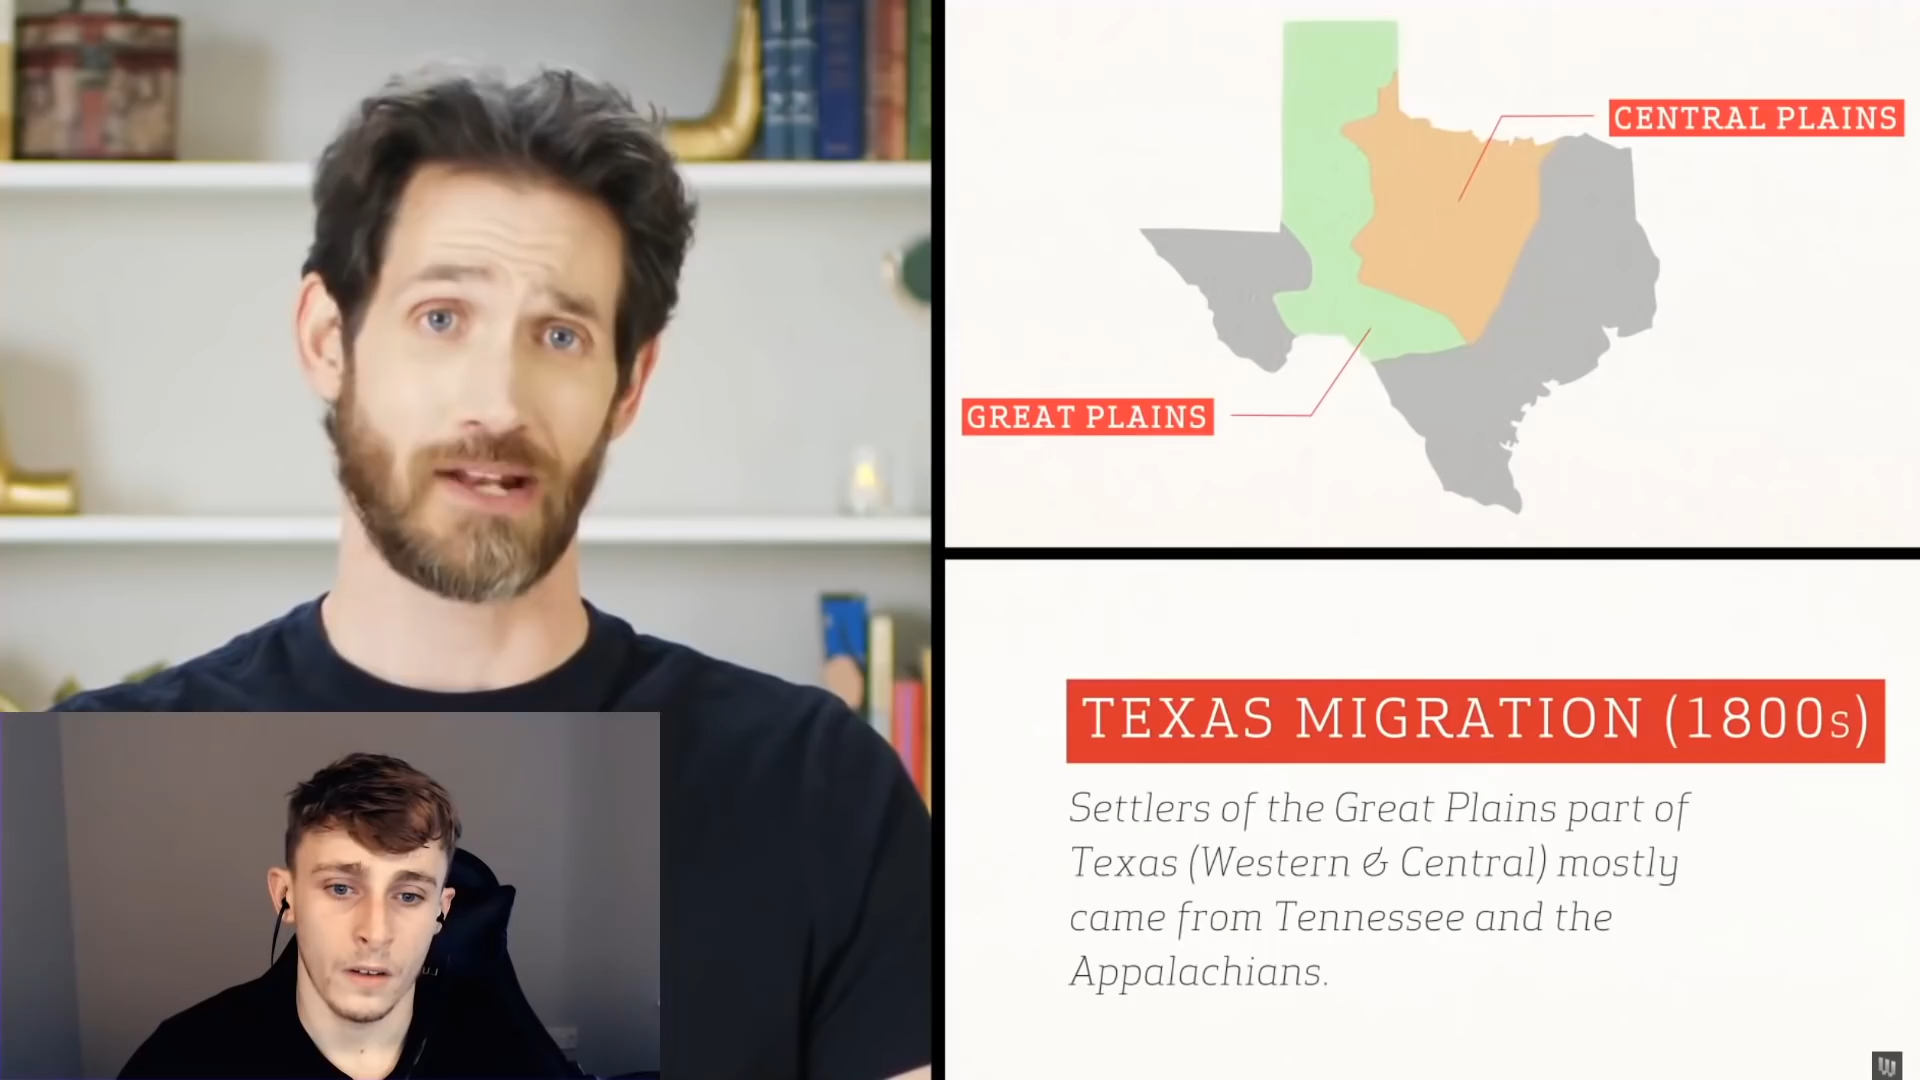 CENTRAL PLAINS
GREAT PLAINS
TEXAS MIGRATION (1800s)
Settlers of the Great Plains part of
Texas (Western & Central) mostly
came from Tennessee and the
Appalachians.
W